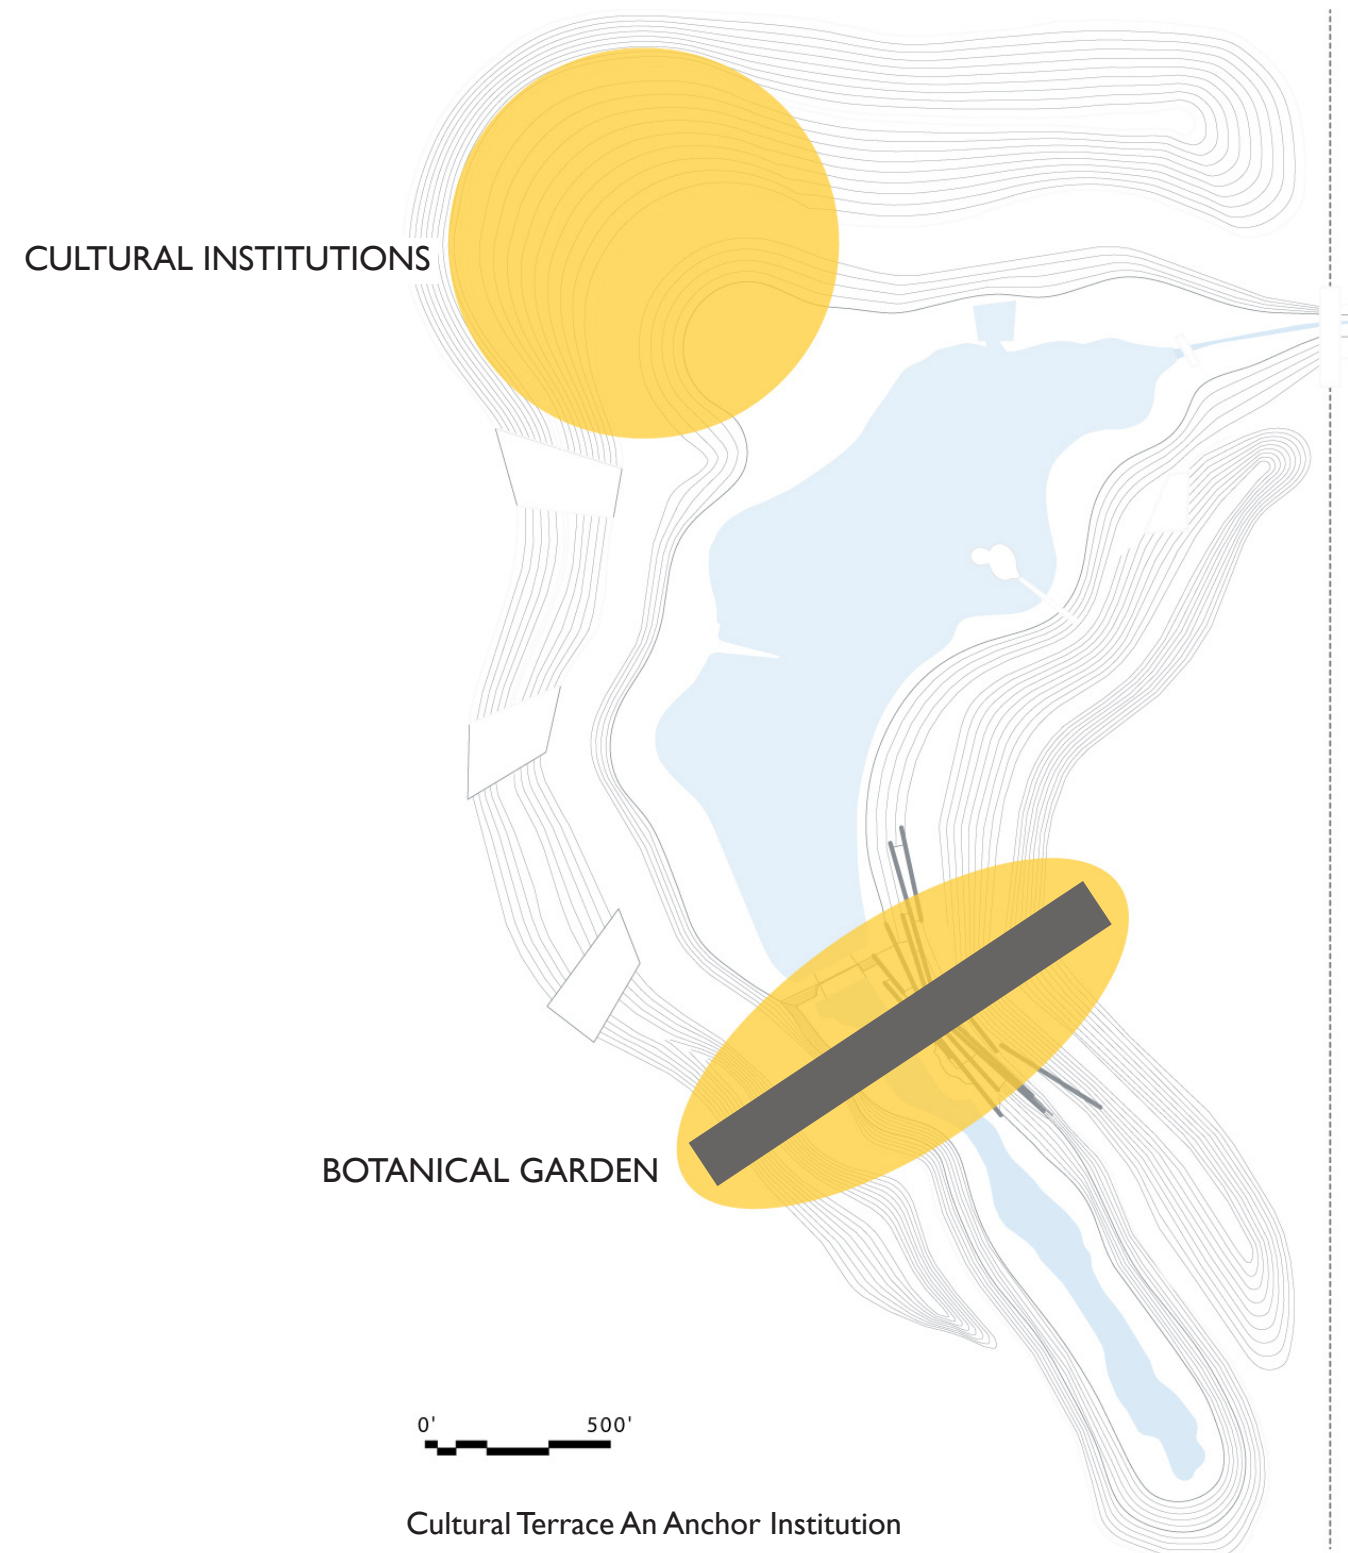 CULTURAL INSTITUTIONS
BOTANICAL GARDEN
0' 500'
Cultural Terrace An Anchor Institution